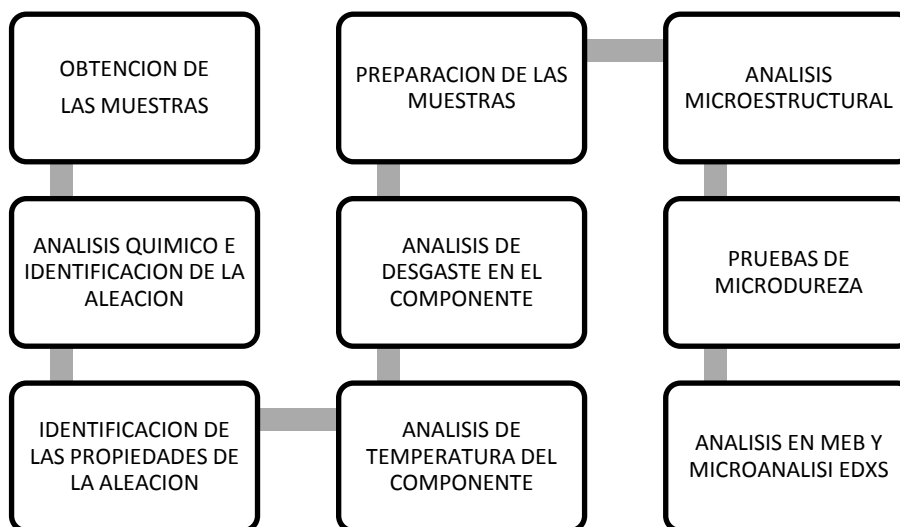 OBTENCION DE
LAS MUESTRAS
ANALISIS QUIMICO E
IDENTIFICACION DE LA
ALEACION
IDENTIFICACION DE
LAS PROPIEDADES DE
LA ALEACION
ANALISIS DE
TEMPERATURA DEL
COMPONENTE
ANALISIS DE
DESGASTE EN EL
COMPONENTE
PREPARACION DE LAS
MUESTRAS
ANALISIS
MICROESTRUCTURAL
PRUEBAS DE
MICRODUREZA
ANALISIS EN MEB Y
MICROANALISI EDXS